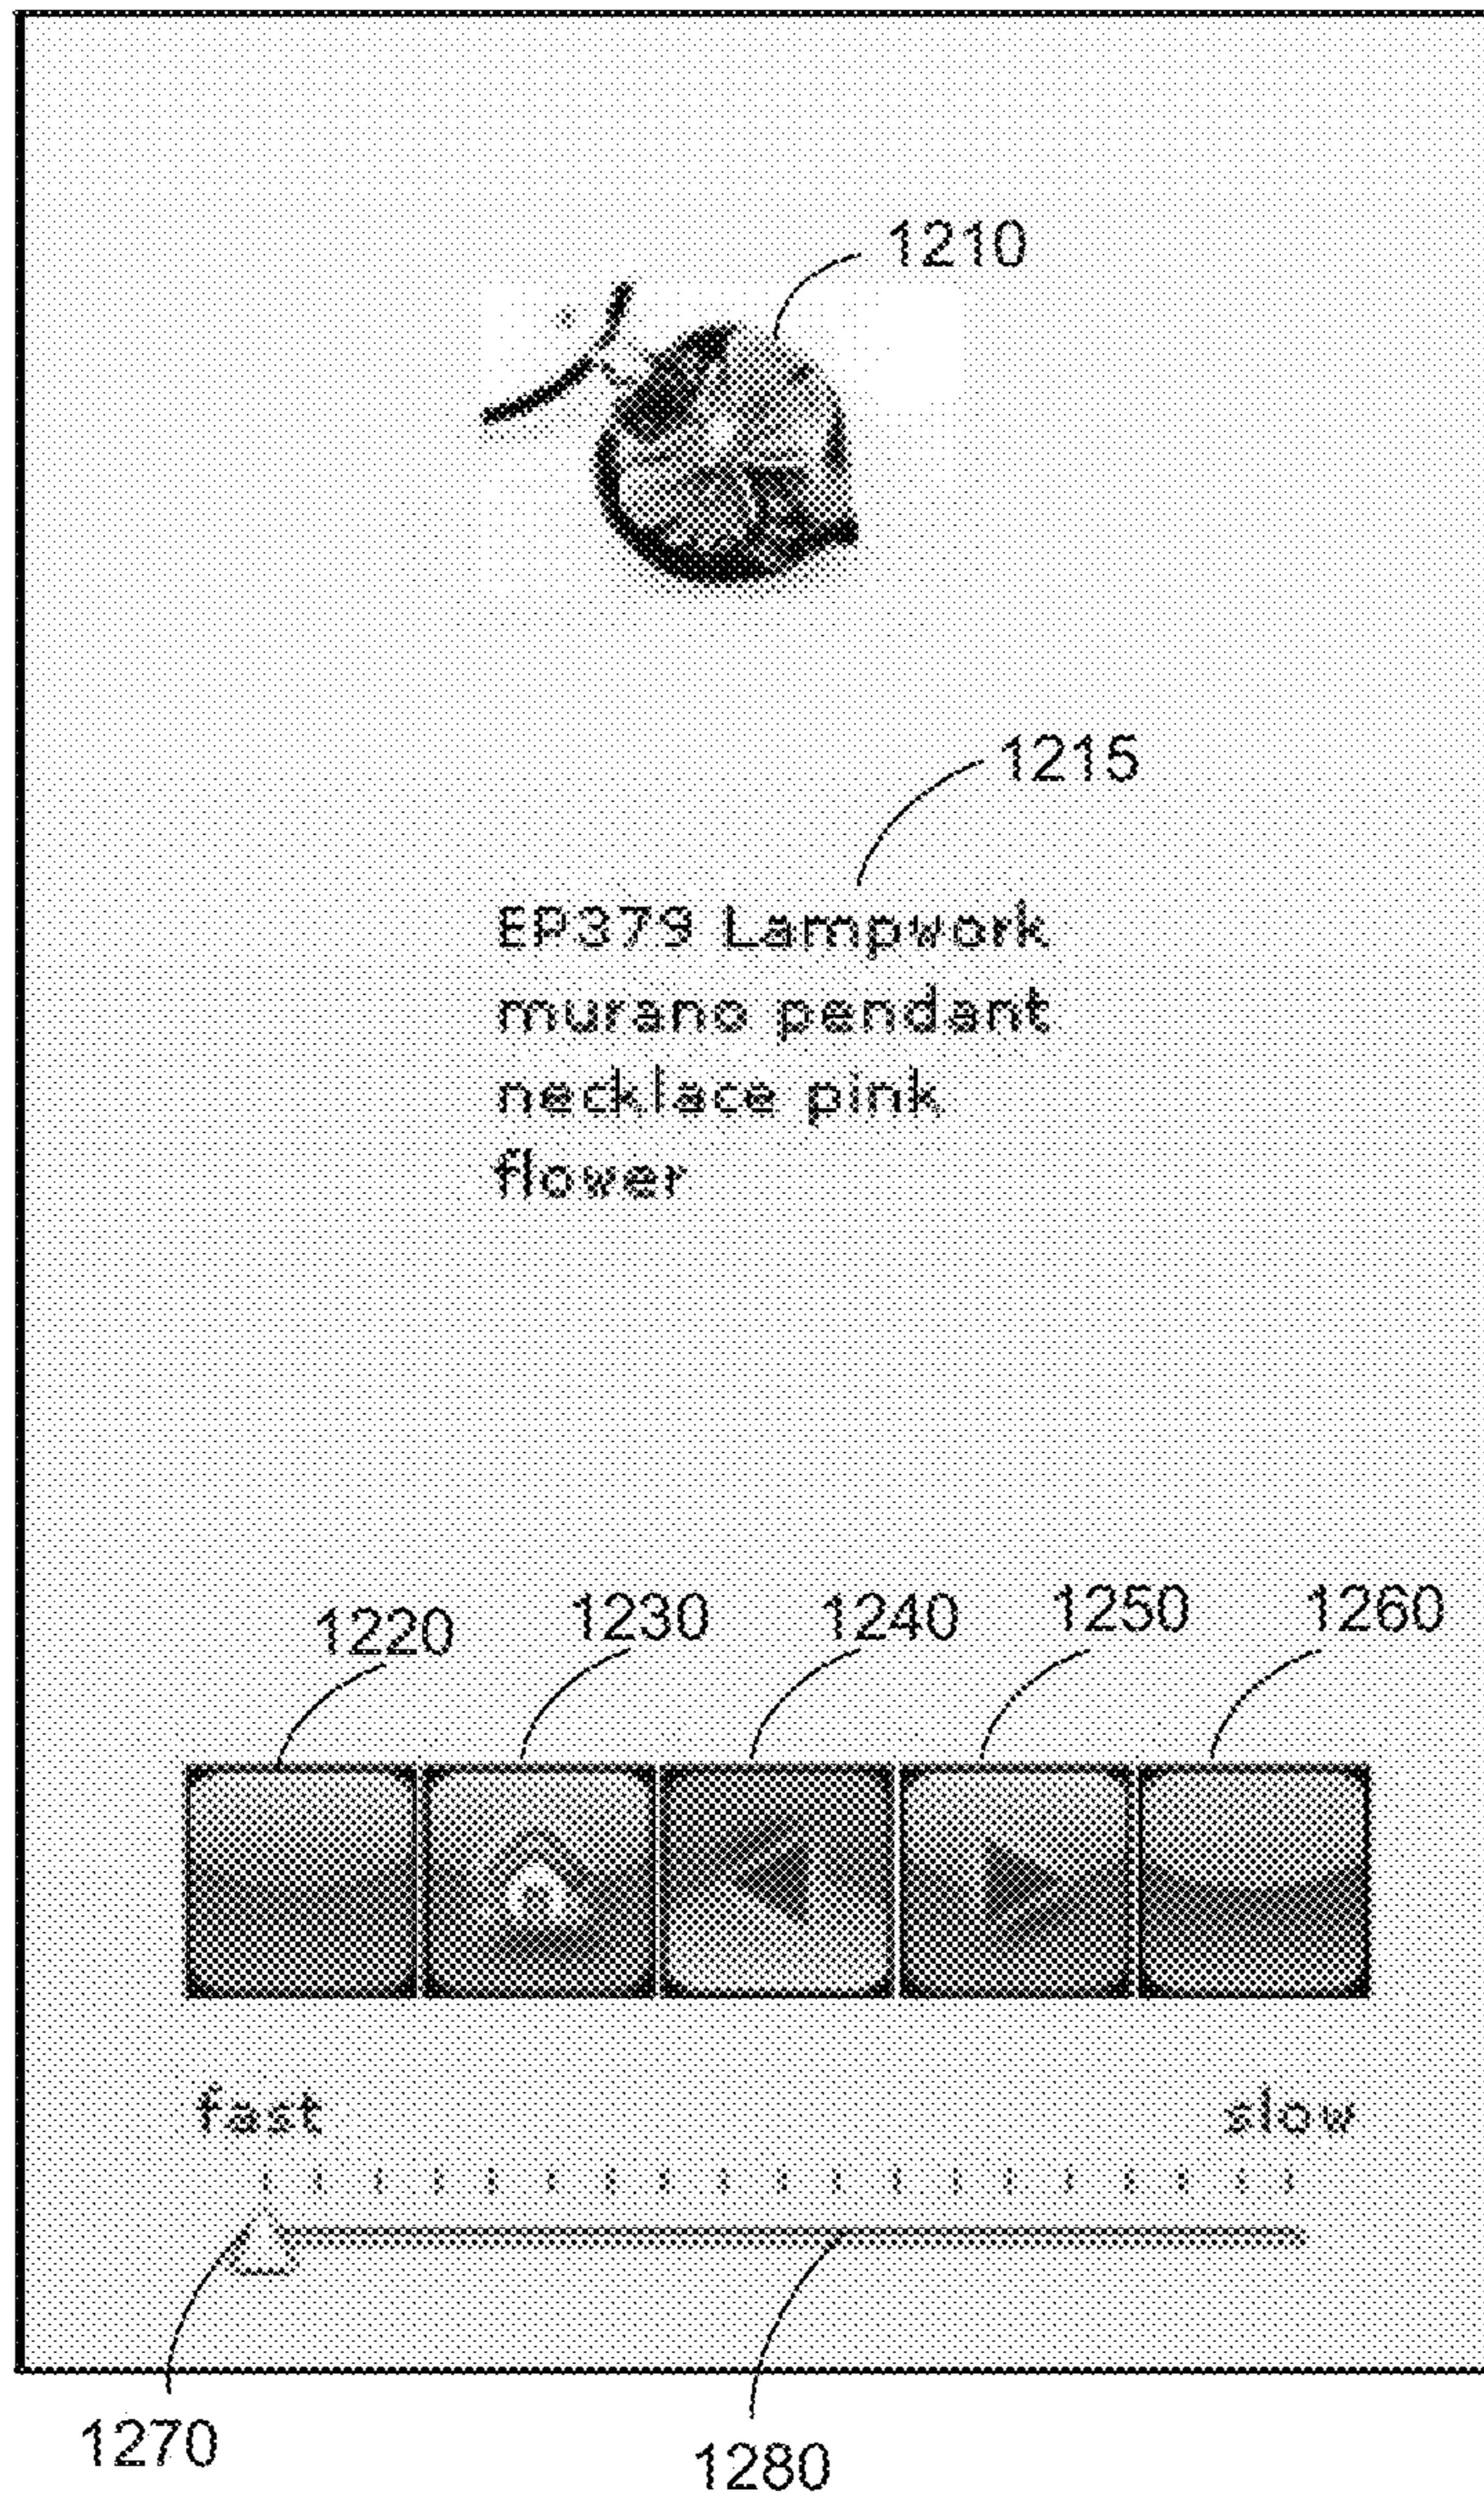 1210
1215
EP379 Lampwork
murano pendant
necklace pink
flower
1220 1230 1240 1250 1260
fast slow
1270
1280